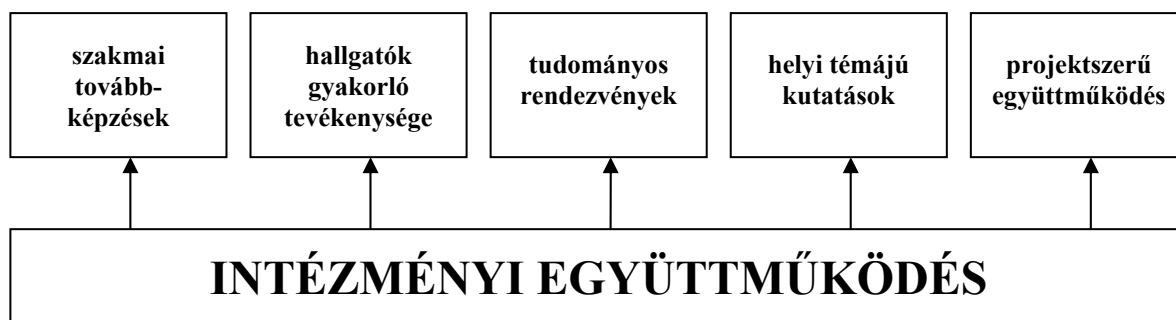 szakmai
tovább-
képzések
hallgatók
gyakorló
tevékenysége
tudományos
rendezvények
helyi témájú
kutatások
projektszerű
együttműködés
INTÉZMÉNYI EGYÜTTMŰKÖDÉS